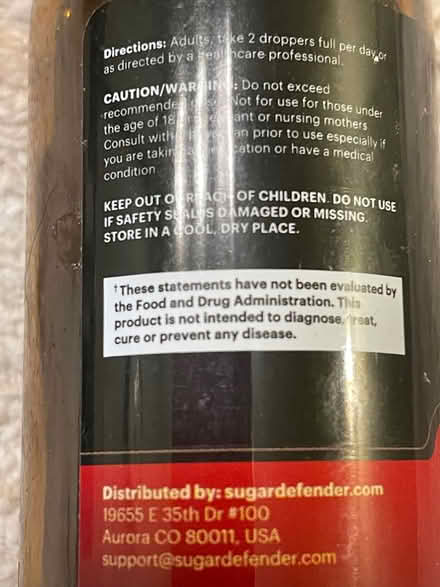 Directions: Adults, take 2 droppers full per day, or
as directed by a healthcare professional.
CAUTION/WARNING: Do not exceed
recommended dose. Not for use for those under
the age of 18, pregnant or nursing mothers
Consult with physician prior to use especially if
you are taking medication or have a medical
condition
KEEP OUT OF REACH OF CHILDREN. DO NOT USE
IF SAFETY SEAL IS DAMAGED OR MISSING.
STORE IN A COOL, DRY PLACE.
†These statements have not been evaluated by
the Food and Drug Administration. This
product is not intended to diagnose, treat,
cure or prevent any disease.
Distributed by: sugardefender.com
19655 E 35th Dr #100
Aurora CO 80011, USA
support@sugardefender.com